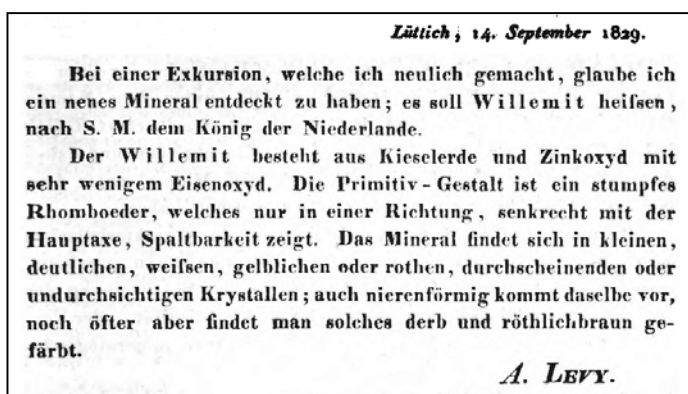 Lüttich, 14. September 1829.
Bei einer Exkursion, welche ich neulich gemacht, glaube ich
ein neues Mineral entdeckt zu haben; es soll Willemit heiſsen,
nach S. M. dem König der Niederlande.
Der Willemit besteht aus Kieselerde und Zinkoxyd mit
sehr wenigem Eisenoxyd. Die Primitiv-Gestalt ist ein stumpfes
Rhomboeder, welches nur in einer Richtung, senkrecht mit der
Hauptaxe, Spaltbarkeit zeigt. Das Mineral findet sich in kleinen,
deutlichen, weiſsen, gelblichen oder rothen, durchscheinenden oder
undurchsichtigen Krystallen; auch nierenförmig kommt dasselbe vor,
noch öfter aber findet man solches derb und röthlichbraun ge-
färbt.
A. LEVY.